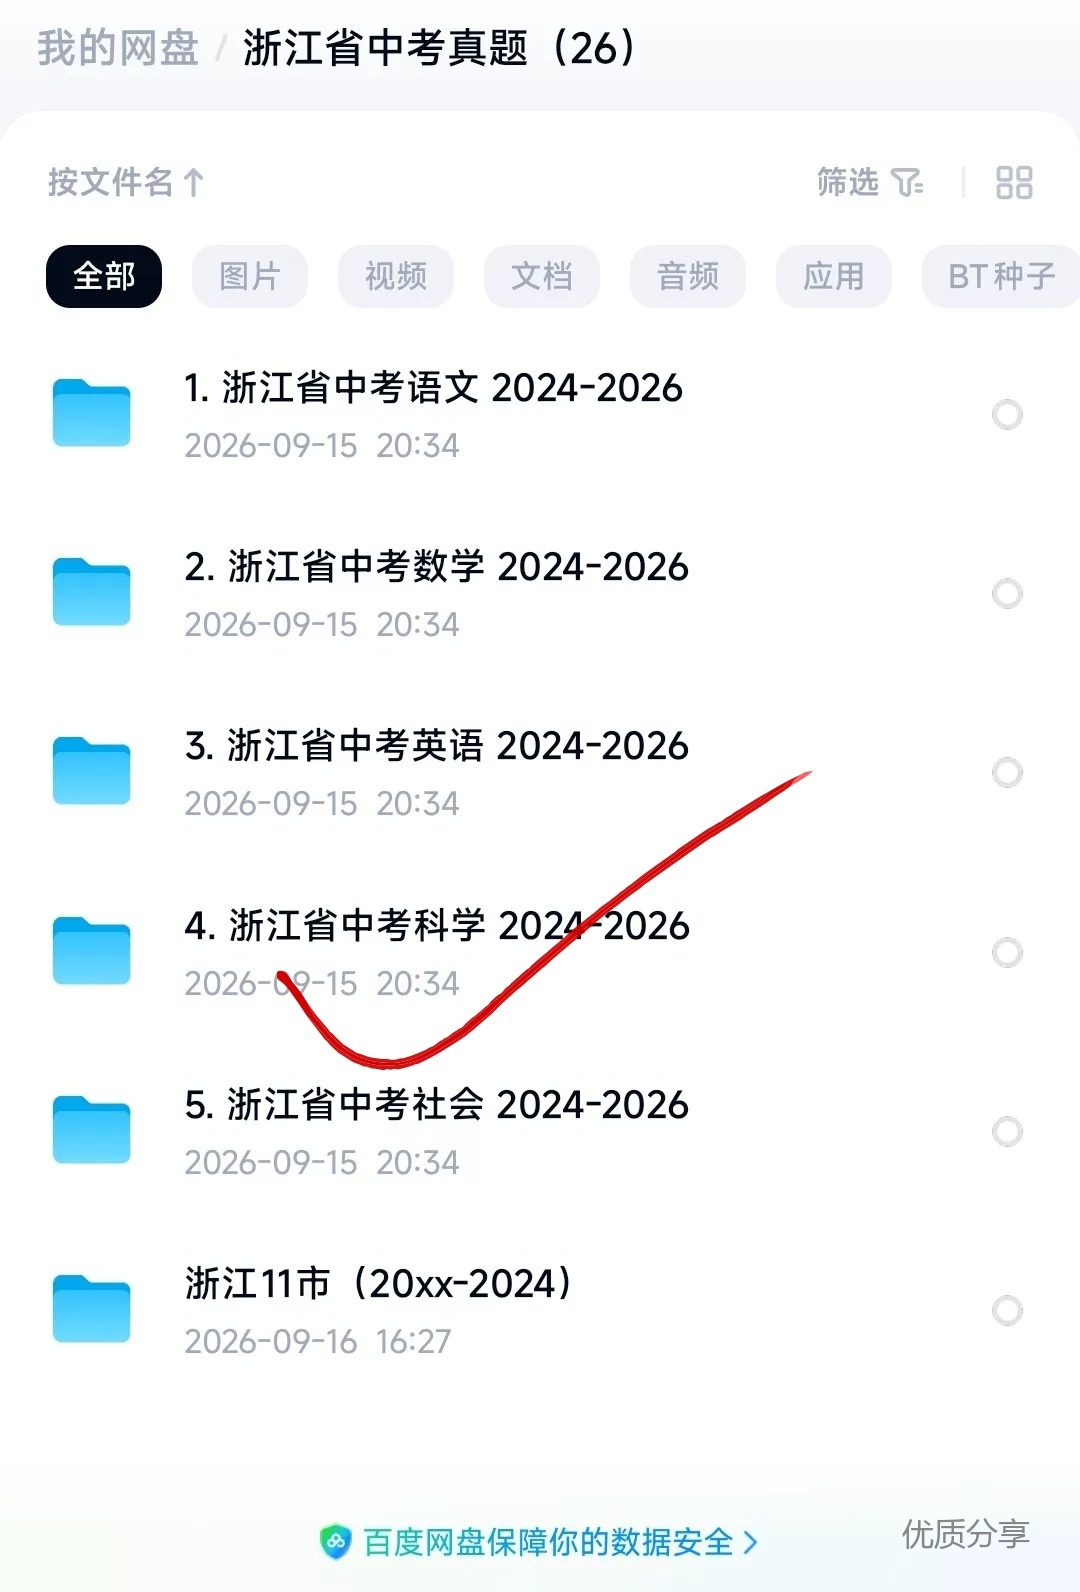 我的网盘 / 浙江省中考真题（26）
按文件名↑ 筛选
全部 图片 视频 文档 音频 应用 BT种子
1. 浙江省中考语文 2024-2026
2026-09-15 20:34
2. 浙江省中考数学 2024-2026
2026-09-15 20:34
3. 浙江省中考英语 2024-2026
2026-09-15 20:34
4. 浙江省中考科学 2024-2026
2026-09-15 20:34
5. 浙江省中考社会 2024-2026
2026-09-15 20:34
浙江11市（20xx-2024）
2026-09-16 16:27
百度网盘保障你的数据安全 >
优质分享